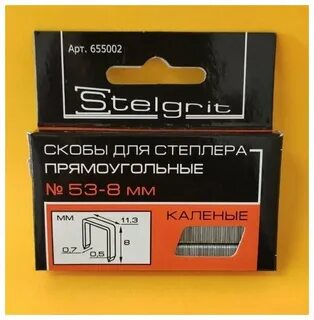 Арт. 655002
Stelgrit
СКОБЫ ДЛЯ СТЕПЛЕРА
ПРЯМОУГОЛЬНЫЕ
№ 53-8 мм
мм
11.3
8
0.7
0.5
КАЛЕНЫЕ